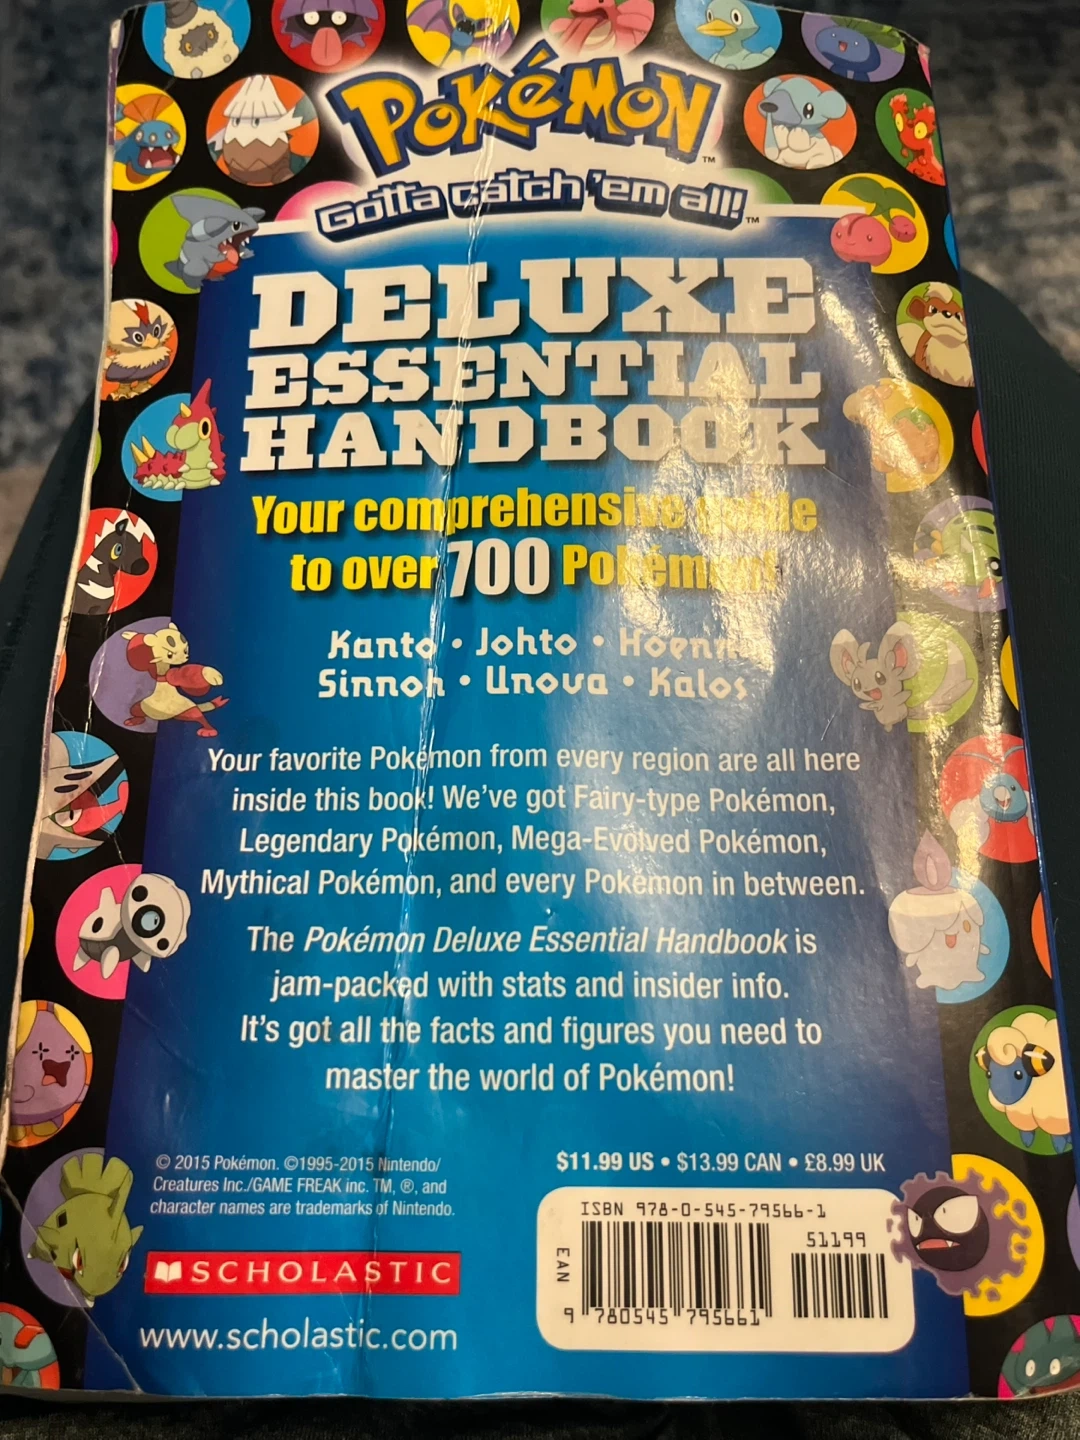 POKéMON™
Gotta catch 'em all!™
DELUXE
ESSENTIAL
HANDBOOK
Your comprehensive guide
to over 700 Pokémon!
Kanto • Johto • Hoenn
Sinnoh • Unova • Kalos
Your favorite Pokémon from every region are all here
inside this book! We've got Fairy-type Pokémon,
Legendary Pokémon, Mega-Evolved Pokémon,
Mythical Pokémon, and every Pokémon in between.
The Pokémon Deluxe Essential Handbook is
jam-packed with stats and insider info.
It's got all the facts and figures you need to
master the world of Pokémon!
© 2015 Pokémon. ©1995-2015 Nintendo/
Creatures Inc./GAME FREAK inc. TM, ®, and
character names are trademarks of Nintendo.
SCHOLASTIC
www.scholastic.com
$11.99 US • $13.99 CAN • £8.99 UK
ISBN 978-0-545-79566-1
51199
EAN
9 780545 795661